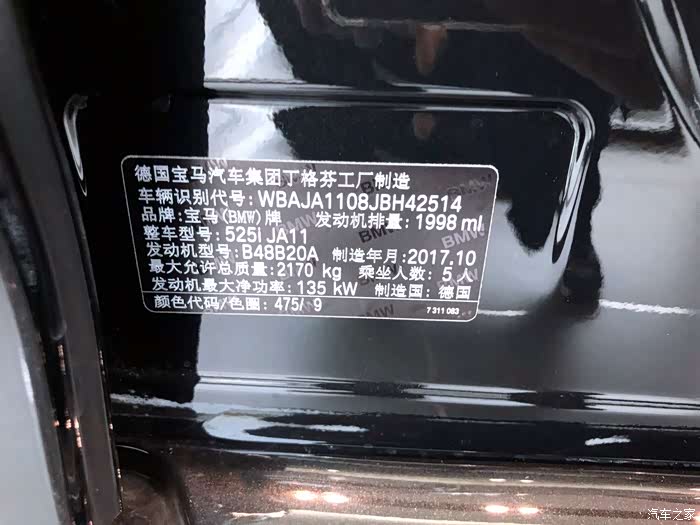 德国宝马汽车集团丁格芬工厂制造
车辆识别代号: WBAJA1108JBH42514
品牌: 宝马(BMW)牌 发动机排量: 1998 ml
整车型号: 525i JA11
发动机型号: B48B20A 制造年月: 2017.10
最大允许总质量: 2170 kg 乘坐人数: 5人
发动机最大净功率: 135 kW 制造国: 德国
颜色代码/色圈: 475/ 9
7 311 083
汽车之家